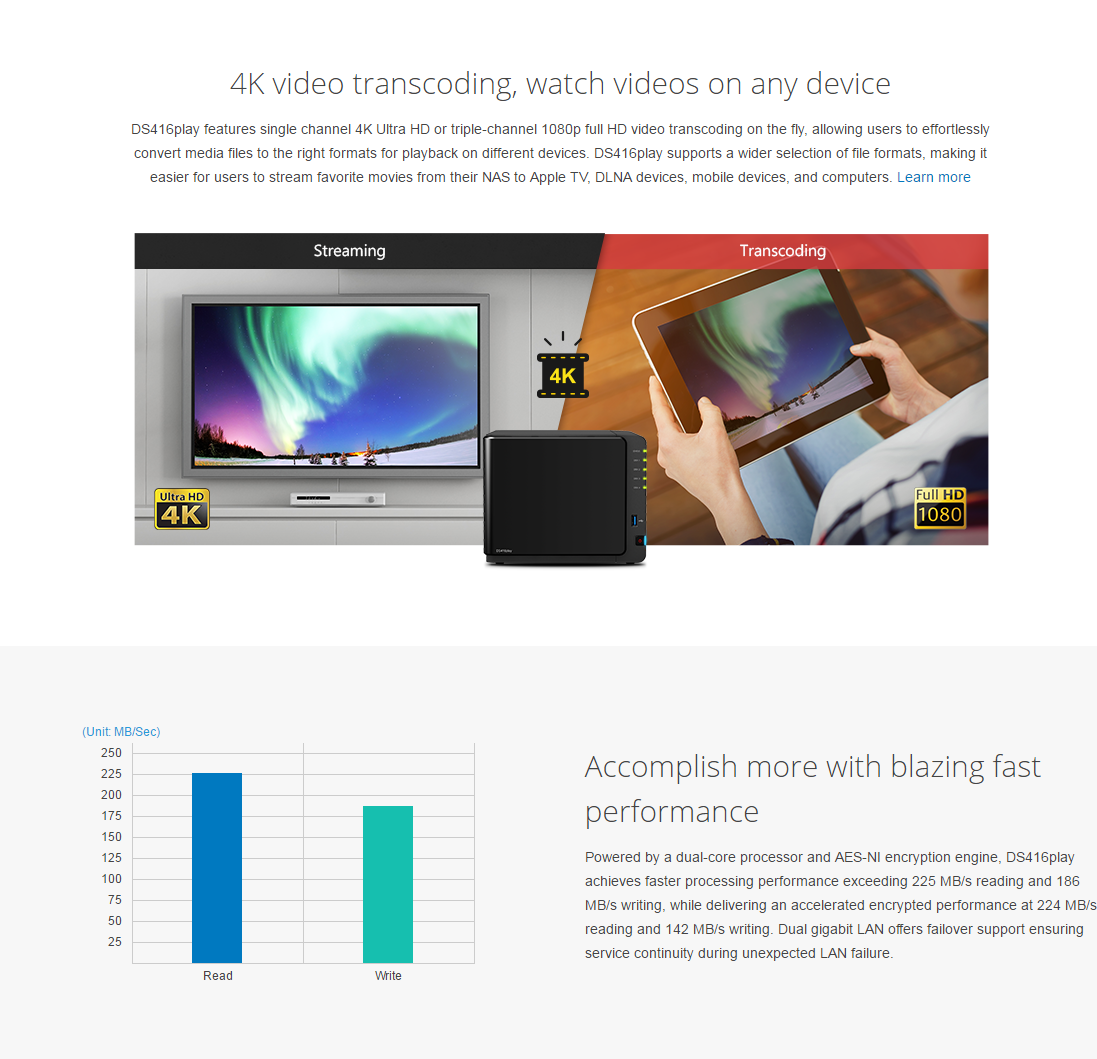 4K video transcoding, watch videos on any device
DS416play features single channel 4K Ultra HD or triple-channel 1080p full HD video transcoding on the fly, allowing users to effortlessly
convert media files to the right formats for playback on different devices. DS416play supports a wider selection of file formats, making it
easier for users to stream favorite movies from their NAS to Apple TV, DLNA devices, mobile devices, and computers. Learn more
Streaming
Transcoding
4K
Ultra HD
4K
Full HD
1080
(Unit: MB/Sec)
250
225
200
175
150
125
100
75
50
25
Read
Write
Accomplish more with blazing fast
performance
Powered by a dual-core processor and AES-NI encryption engine, DS416play
achieves faster processing performance exceeding 225 MB/s reading and 186
MB/s writing, while delivering an accelerated encrypted performance at 224 MB/s
reading and 142 MB/s writing. Dual gigabit LAN offers failover support ensuring
service continuity during unexpected LAN failure.